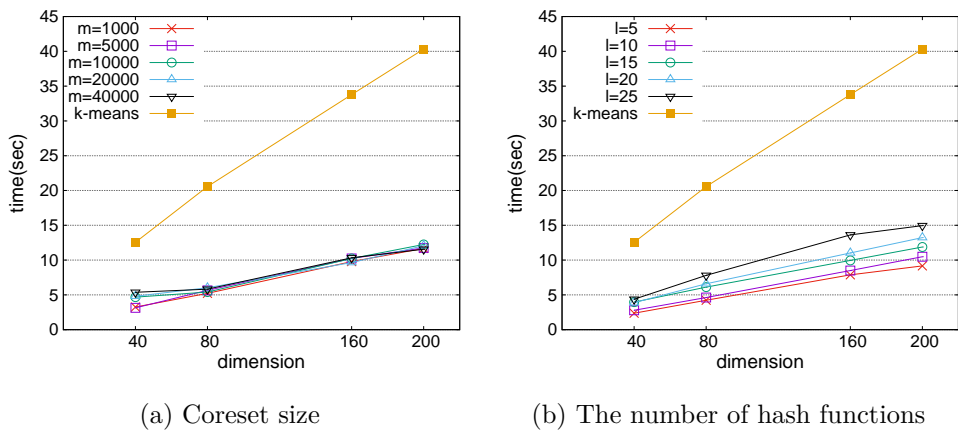 45
40
35
30
25
20
15
10
5
0
time(sec)
m=1000
m=5000
m=10000
m=20000
m=40000
k-means
40 80 160 200
dimension
(a) Coreset size
45
40
35
30
25
20
15
10
5
0
time(sec)
l=5
l=10
l=15
l=20
l=25
k-means
40 80 160 200
dimension
(b) The number of hash functions